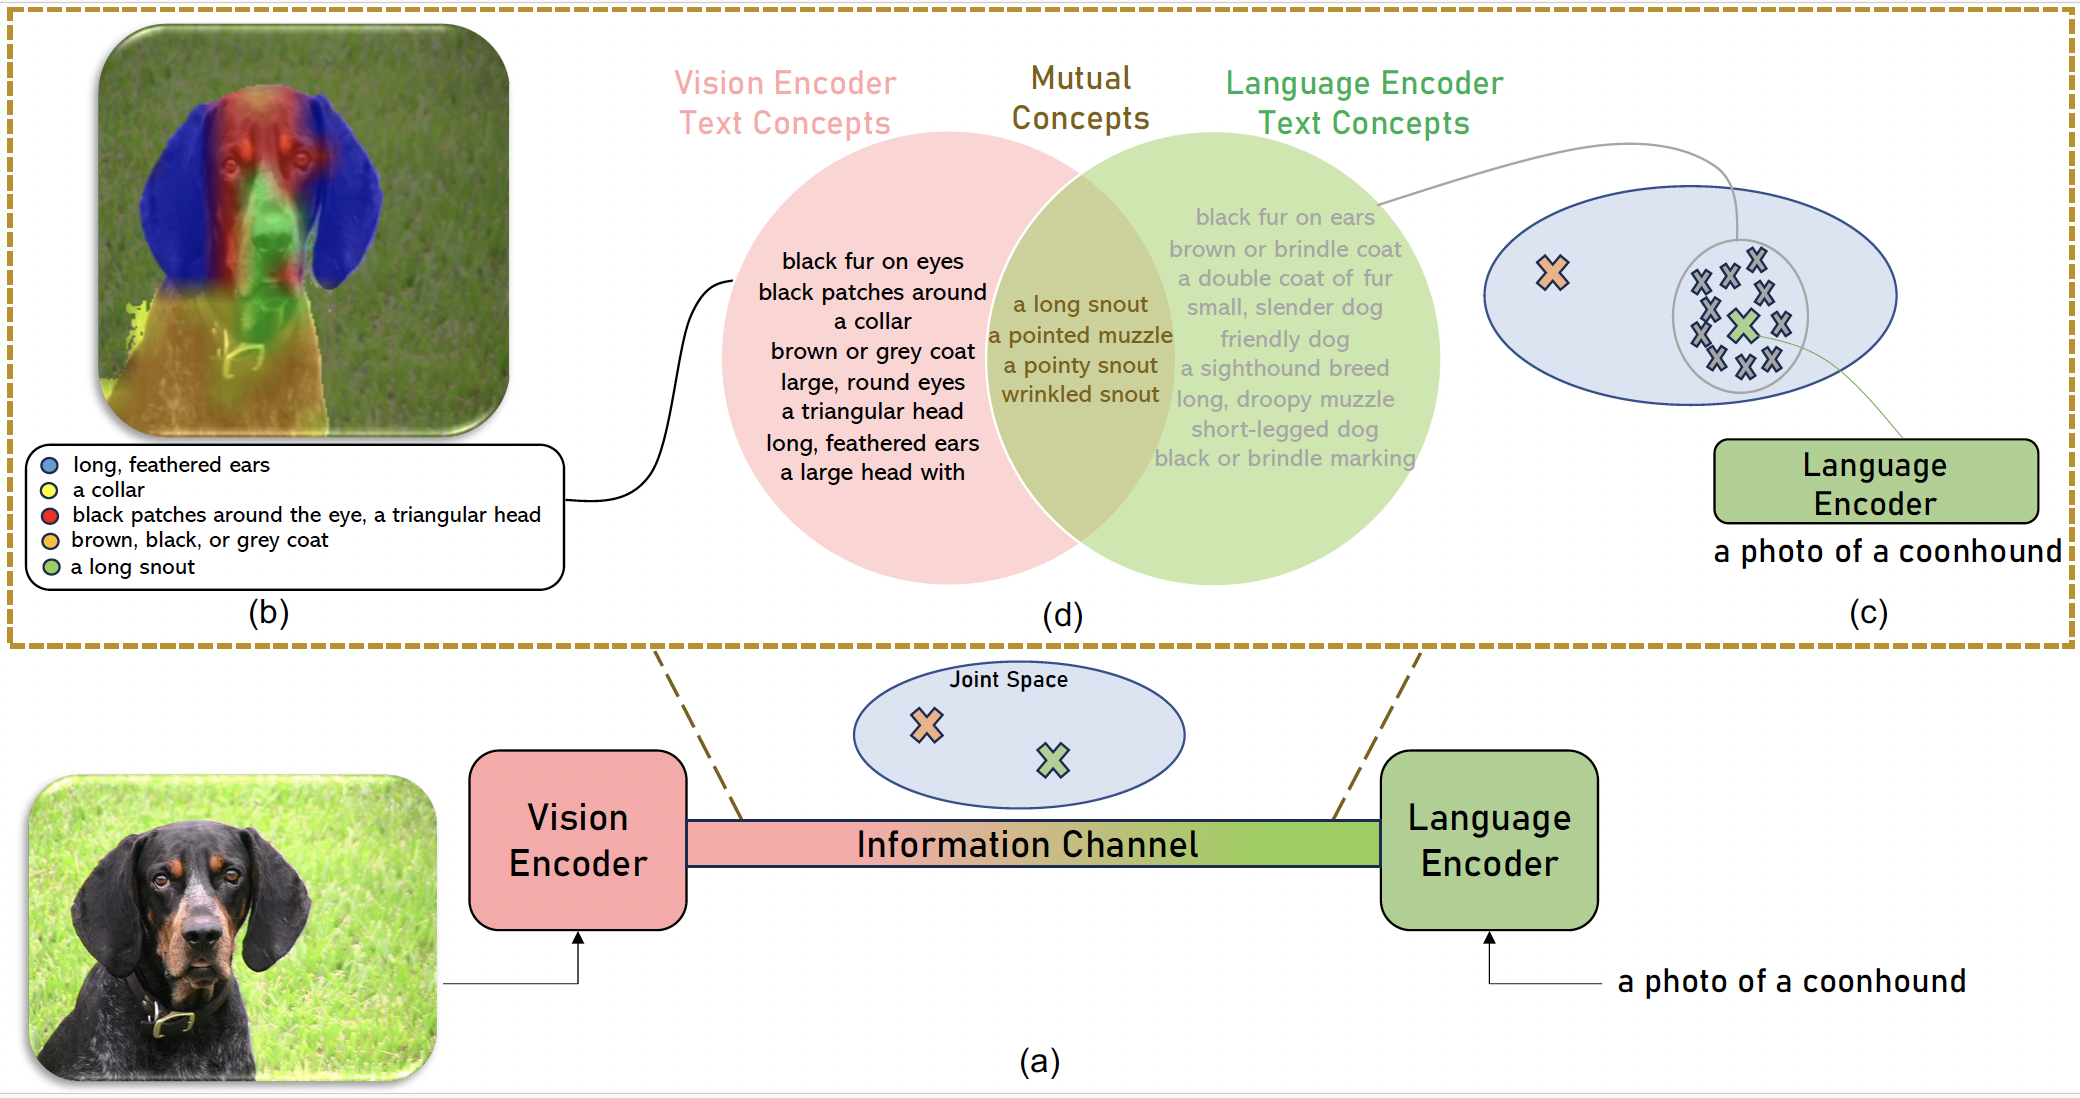 Vision Encoder
Text Concepts
Mutual
Concepts
Language Encoder
Text Concepts
black fur on eyes
black patches around
a collar
brown or grey coat
large, round eyes
a triangular head
long, feathered ears
a large head with
a long snout
a pointed muzzle
a pointy snout
wrinkled snout
black fur on ears
brown or brindle coat
a double coat of fur
small, slender dog
friendly dog
a sighthound breed
long, droopy muzzle
short-legged dog
black or brindle marking
long, feathered ears
a collar
black patches around the eye, a triangular head
brown, black, or grey coat
a long snout
(b)
(d)
Language
Encoder
a photo of a coonhound
(c)
Joint Space
Vision
Encoder
Information Channel
Language
Encoder
a photo of a coonhound
(a)